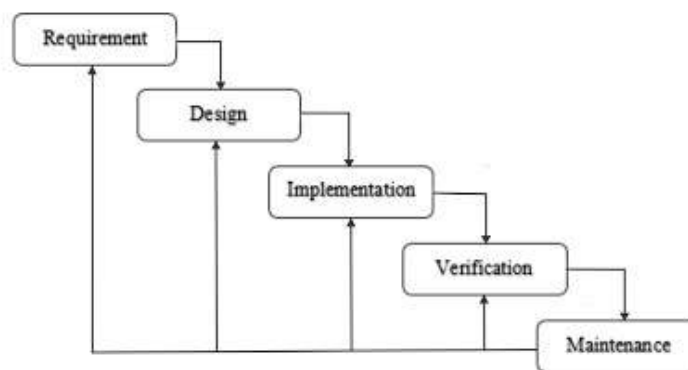 Requirement
Design
Implementation
Verification
Maintenance